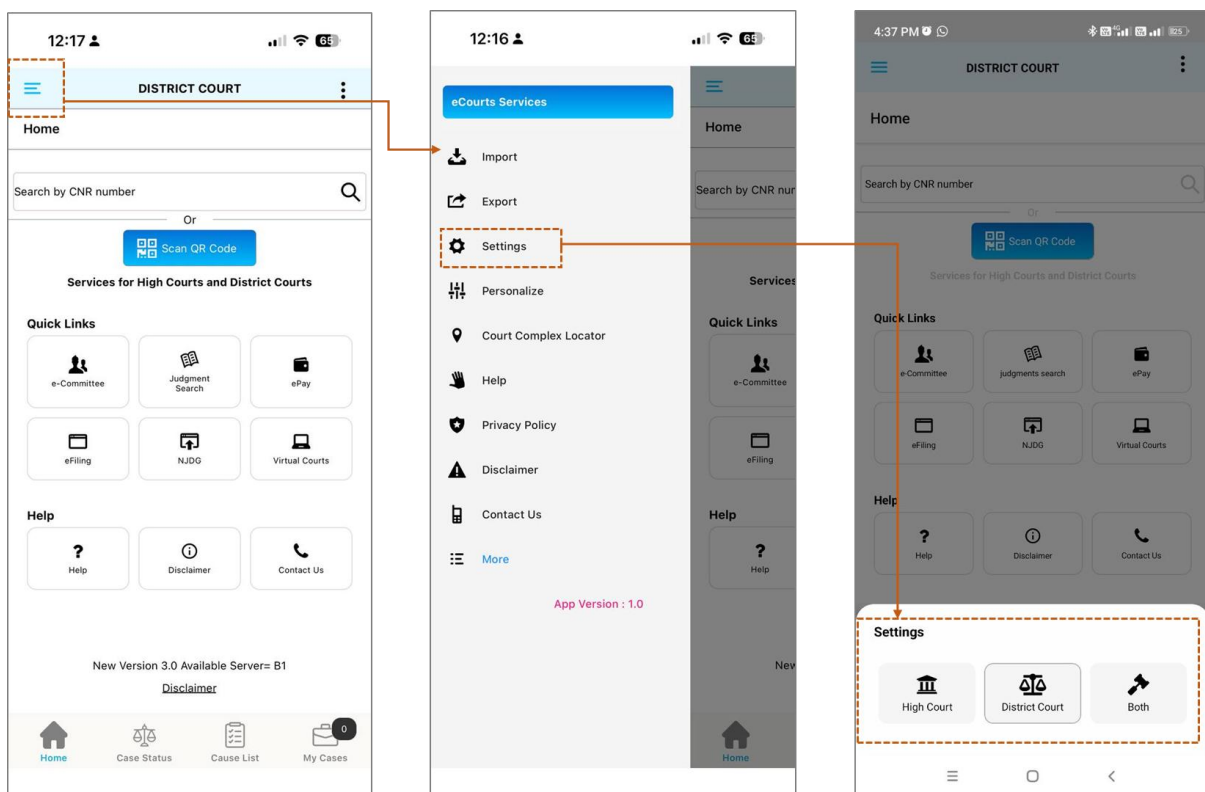 12:17
65
DISTRICT COURT
Home
Search by CNR number
Or
Scan QR Code
Services for High Courts and District Courts
Quick Links
e-Committee
Judgment
Search
ePay
eFiling
NJDG
Virtual Courts
Help
Help
Disclaimer
Contact Us
New Version 3.0 Available Server= B1
Disclaimer
0
Home
Case Status
Cause List
My Cases
12:16
65
eCourts Services
Import
Export
Settings
Personalize
Court Complex Locator
Help
Privacy Policy
Disclaimer
Contact Us
More
App Version : 1.0
Home
Search by CNR nur
Services
Quick Links
e-Committee
eFiling
Help
Help
New
Home
4:37 PM
DISTRICT COURT
Home
Search by CNR number
Or
Scan QR Code
Services for High Courts and District Courts
Quick Links
e-Committee
judgments search
ePay
eFiling
NJDG
Virtual Courts
Help
Help
Disclaimer
Contact Us
Settings
High Court
District Court
Both